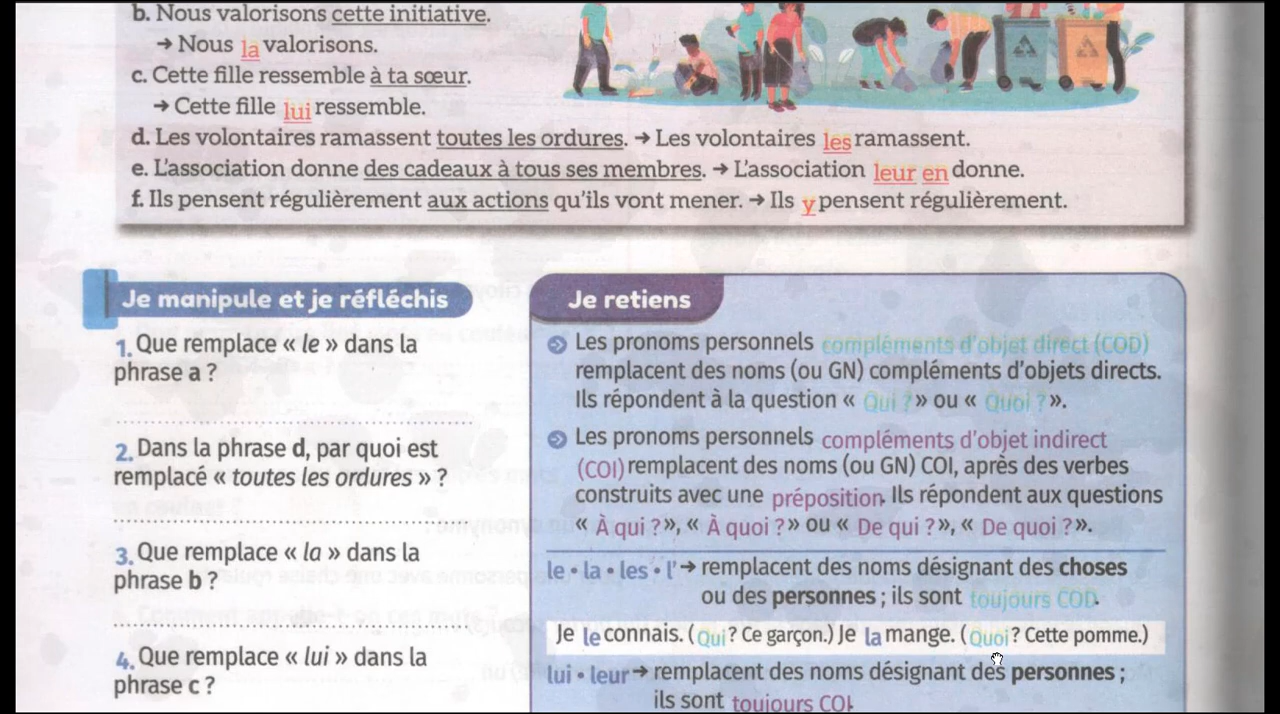 b. Nous valorisons cette initiative.
→ Nous la valorisons.
c. Cette fille ressemble à ta sœur.
→ Cette fille lui ressemble.
d. Les volontaires ramassent toutes les ordures. → Les volontaires les ramassent.
e. L'association donne des cadeaux à tous ses membres. → L'association leur en donne.
f. Ils pensent régulièrement aux actions qu'ils vont mener. → Ils y pensent régulièrement.
Je manipule et je réfléchis
1. Que remplace « le » dans la
phrase a ?
2. Dans la phrase d, par quoi est
remplacé « toutes les ordures » ?
3. Que remplace « la » dans la
phrase b ?
4. Que remplace « lui » dans la
phrase c ?
Je retiens
Les pronoms personnels compléments d'objet direct (COD)
remplacent des noms (ou GN) compléments d'objets directs.
Ils répondent à la question « Qui ? » ou « Quoi ? ».
Les pronoms personnels compléments d'objet indirect
(COI) remplacent des noms (ou GN) COI, après des verbes
construits avec une préposition. Ils répondent aux questions
« À qui ? », « À quoi ? » ou « De qui ? », « De quoi ? ».
le • la • les • l' → remplacent des noms désignant des choses
ou des personnes ; ils sont toujours COD.
Je le connais. (Qui ? Ce garçon.) Je la mange. (Quoi ? Cette pomme.)
lui • leur → remplacent des noms désignant des personnes ;
ils sont toujours COI.